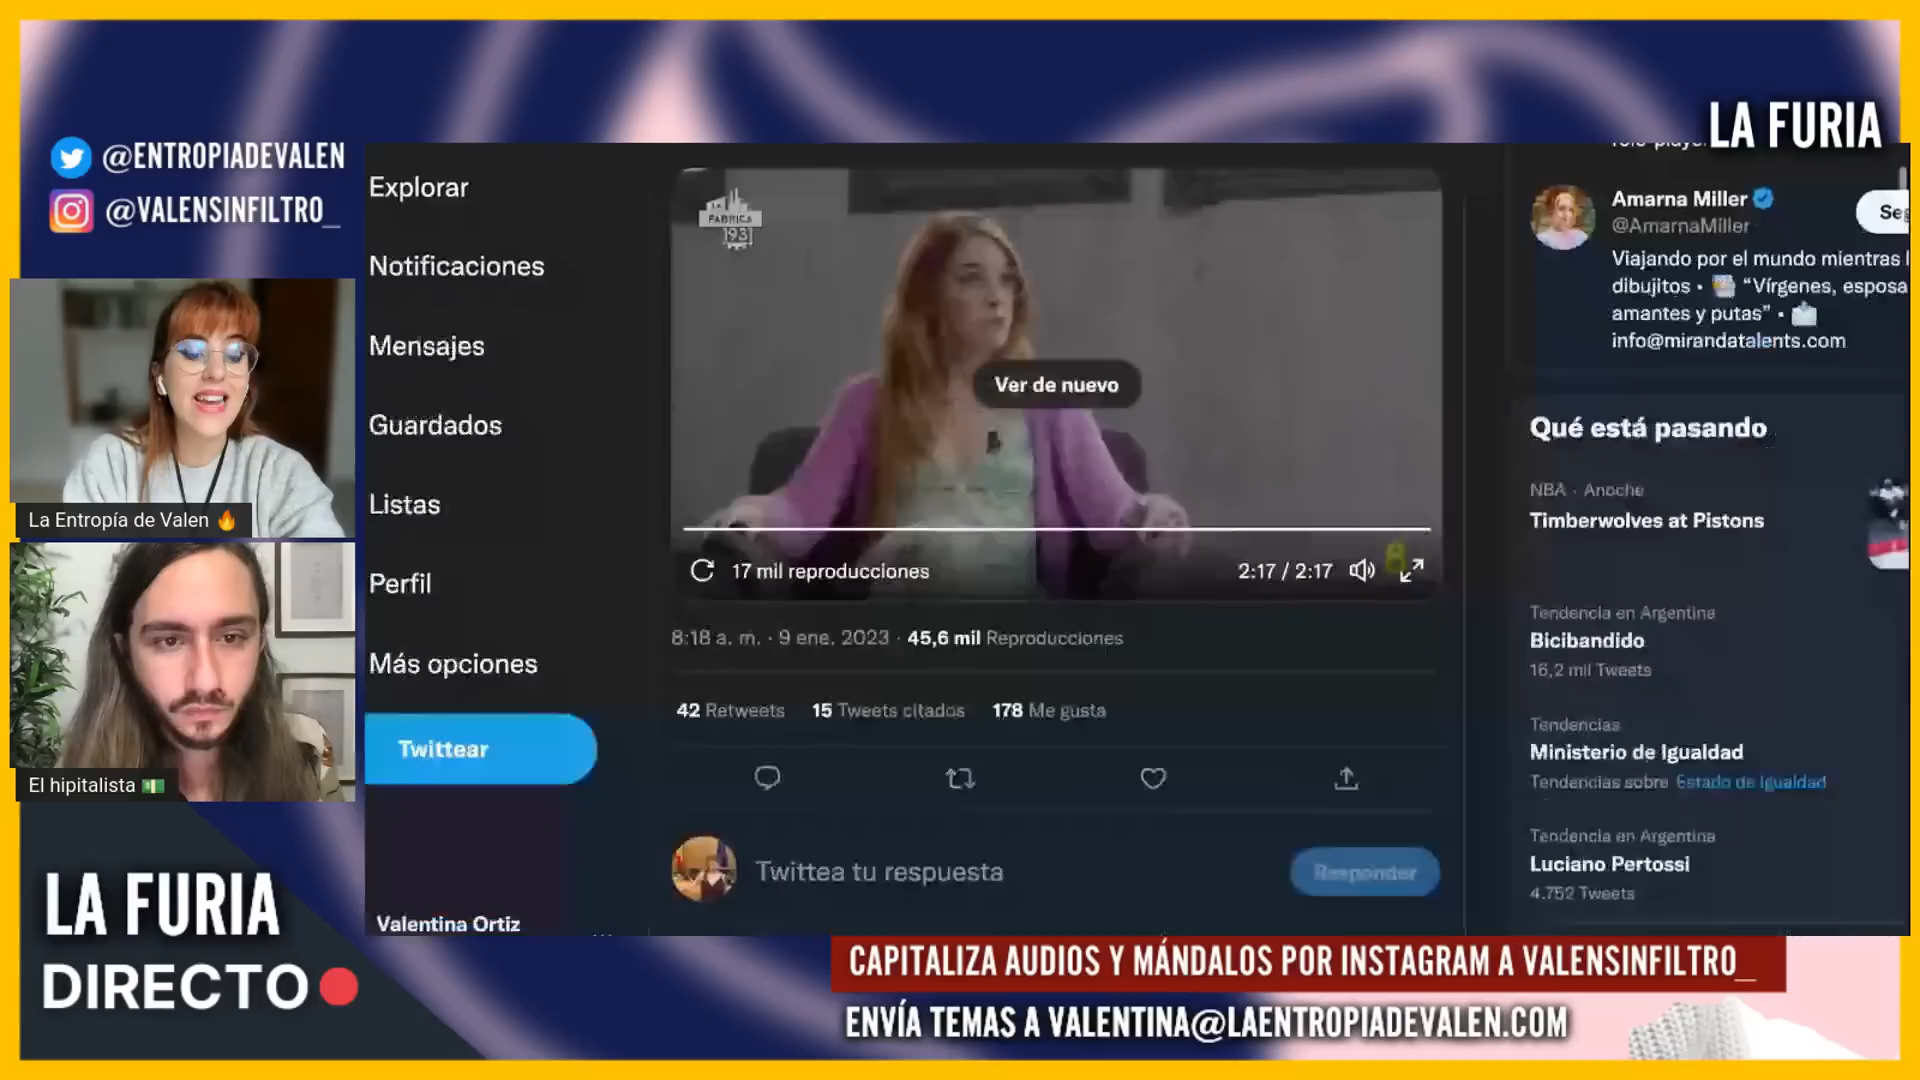 LA FURIA
@ENTROPIADEVALEN
@VALENSINFILTRO_
La Entropía de Valen
El hipitalista
LA FURIA
DIRECTO
Explorar
Notificaciones
Mensajes
Guardados
Listas
Perfil
Más opciones
Twittear
Valentina Ortiz
LA
FABRICA
193
Ver de nuevo
17 mil reproducciones
2:17 / 2:17
8:18 a. m. · 9 ene. 2023 · 45,6 mil Reproducciones
42 Retweets 15 Tweets citados 178 Me gusta
Twittea tu respuesta
Responder
Amarna Miller
@AmarnaMiller
Viajando por el mundo mientras
dibujitos • "Vírgenes, esposa
amantes y putas" •
info@mirandatalents.com
Qué está pasando
NBA · Anoche
Timberwolves at Pistons
Tendencia en Argentina
Bicibandido
16,2 mil Tweets
Tendencias
Ministerio de Igualdad
Tendencias sobre Estado de Igualdad
Tendencia en Argentina
Luciano Pertossi
4.752 Tweets
CAPITALIZA AUDIOS Y MÁNDALOS POR INSTAGRAM A VALENSINFILTRO_
ENVÍA TEMAS A VALENTINA@LAENTROPIADEVALEN.COM